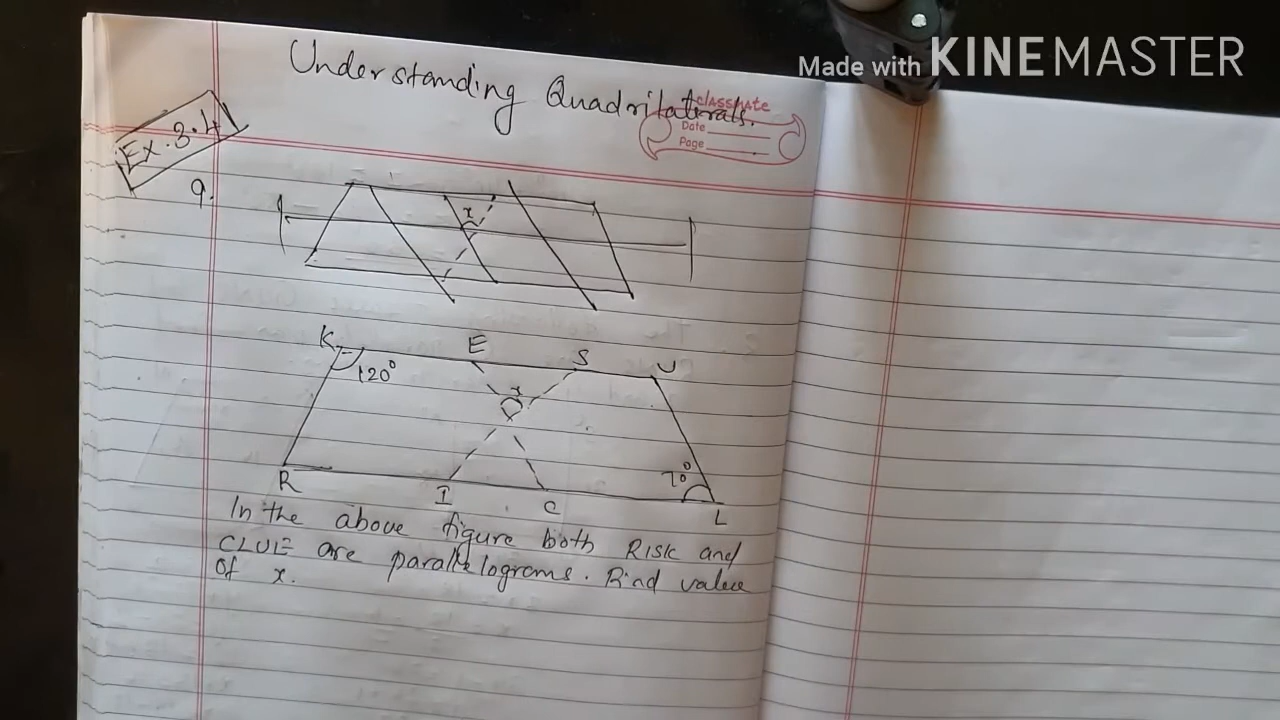 Made with KINEMASTER
Understanding Quadrilaterals.
classmate
Date
Page
Ex. 3.4
9.
x
K E S U
120°
x
70°
R I C L
In the above figure both RISK and
CLUE are parallelograms. Find value
of x.